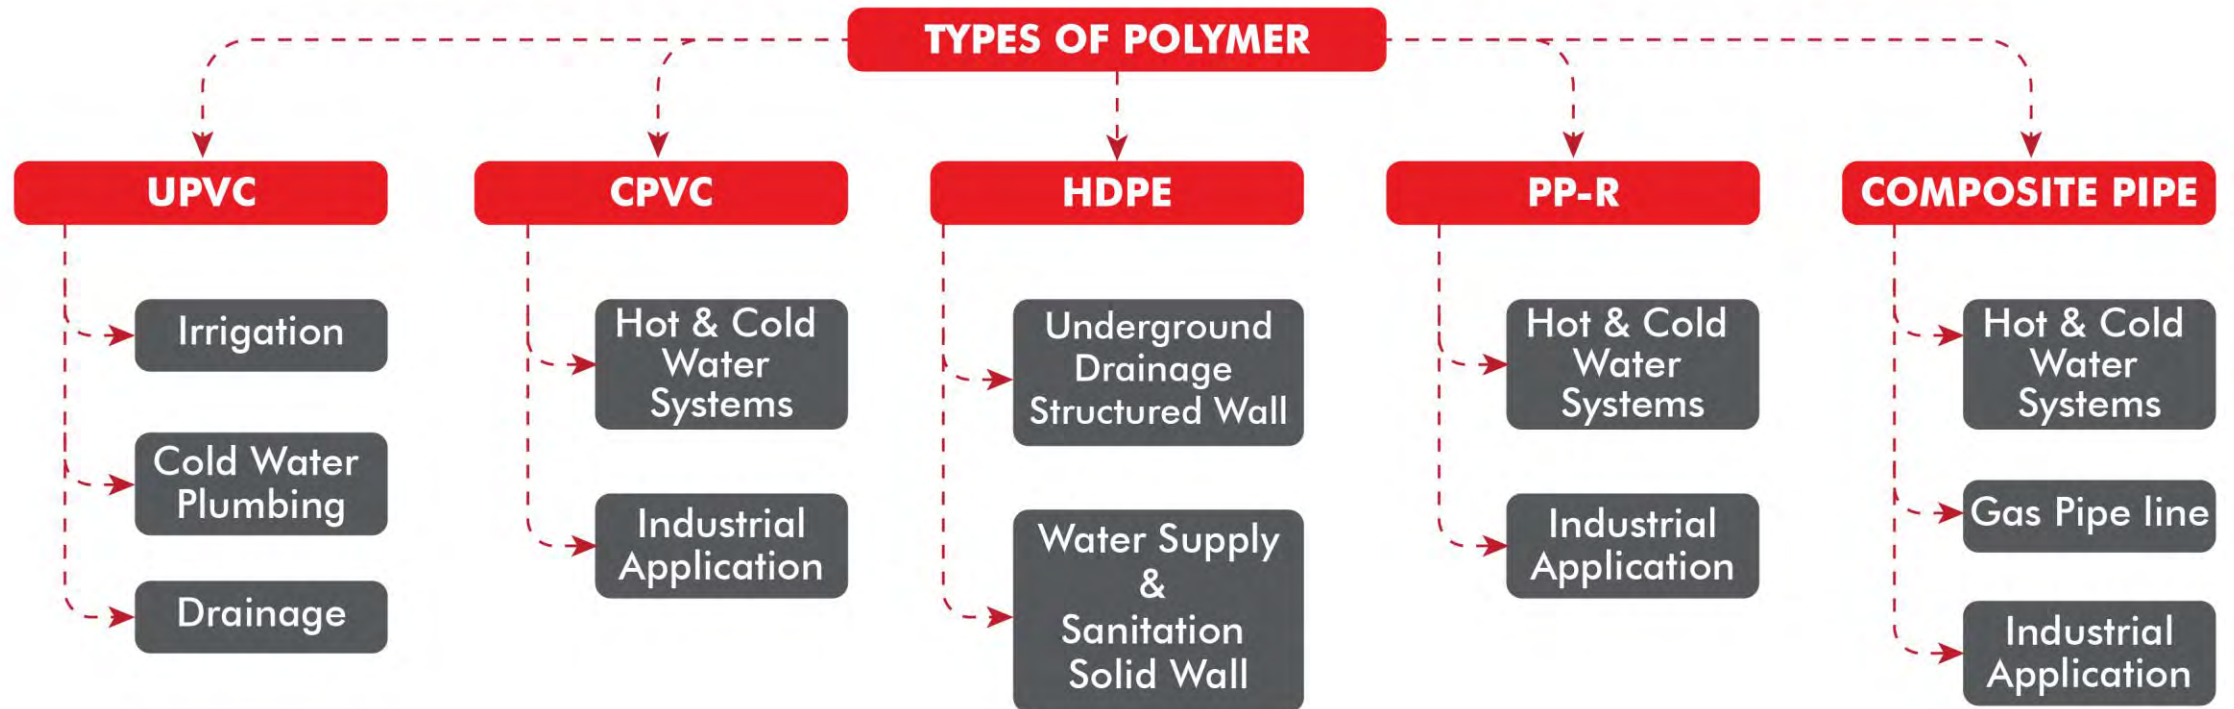 TYPES OF POLYMER
UPVC
Irrigation
Cold Water
Plumbing
Drainage
CPVC
Hot & Cold
Water
Systems
Industrial
Application
HDPE
Underground
Drainage
Structured Wall
Water Supply
&
Sanitation
Solid Wall
PP-R
Hot & Cold
Water
Systems
Industrial
Application
COMPOSITE PIPE
Hot & Cold
Water
Systems
Gas Pipe line
Industrial
Application